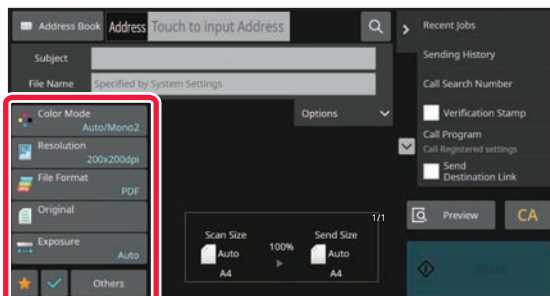 Address Book Address Touch to input Address
Subject
File Name Specified by System Settings
Color Mode
Auto/Mono2
Resolution
200x200dpi
File Format
PDF
Original
Exposure
Auto
Others
Options
1/1
Scan Size
Auto
A4
100%
Send Size
Auto
A4
Recent Jobs
Sending History
Call Search Number
Verification Stamp
Call Program
Call Registered settings
Send
Destination Link
Preview
CA
Start